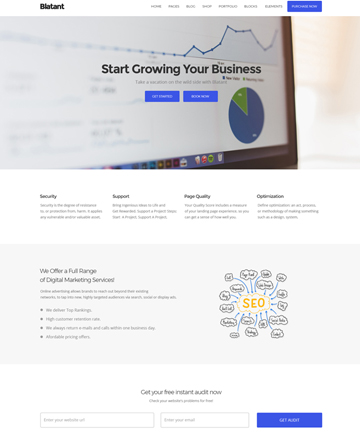 Blatant
HOME PAGES BLOG SHOP PORTFOLIO BLOCKS ELEMENTS PURCHASE NOW
Start Growing Your Business
Take a vacation on the wild side with Blatant
GET STARTED BOOK NOW
Security
Security is the degree of resistance
to, or protection from, harm. It applies
any vulnerable and/or valuable asset.
Support
Bring ingenious ideas to Life and
Get Rewarded. Support a Project! Steps:
Start A Project, Support A Project.
Page Quality
Your Quality Score includes a measure
of your landing page experience, so you
can get a sense of how well you.
Optimization
Define optimization: an act, process,
or methodology of making something
such as a design, system.
We Offer a Full Range
of Digital Marketing Services!
Online advertising allows brands to reach out beyond their existing
networks, to tap into new, highly targeted audiences via search, social or display ads.
We deliver Top Rankings.
High customer retention rate.
We always return e-mails and calls within one business day.
Affordable pricing offers.
SEO
Get your free instant audit now
Check your website's problems for free!
Enter your website url Enter your email GET AUDIT